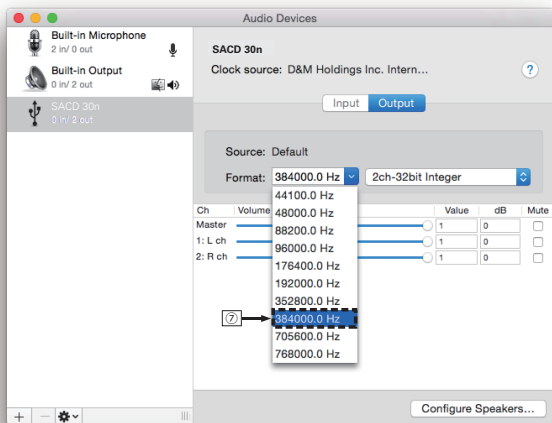 Audio Devices
Built-in Microphone
2 in/ 0 out
Built-in Output
0 in/ 2 out
SACD 30n
0 in/ 2 out
SACD 30n
Clock source: D&M Holdings Inc. Intern...
?
Input Output
Source: Default
Format: 384000.0 Hz 2ch-32bit Integer
44100.0 Hz
48000.0 Hz
88200.0 Hz
96000.0 Hz
176400.0 Hz
192000.0 Hz
352800.0 Hz
⑦ 384000.0 Hz
705600.0 Hz
768000.0 Hz
Ch Volume Value dB Mute
Master 1 0
1: L ch 1 0
2: R ch 1 0
+ − Configure Speakers...